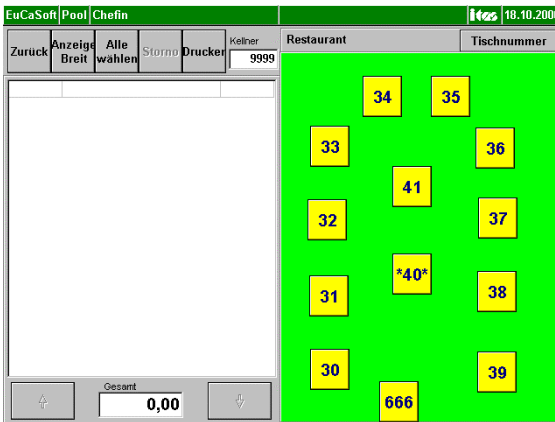 EuCaSoft Pool Chefin itos 18.10.200
Zurück Anzeige Breit Alle wählen Storno Drucker Kellner 9999
Restaurant Tischnummer
34 35
33 36
41
32 37
*40*
31 38
30 39
666
Gesamt
0,00